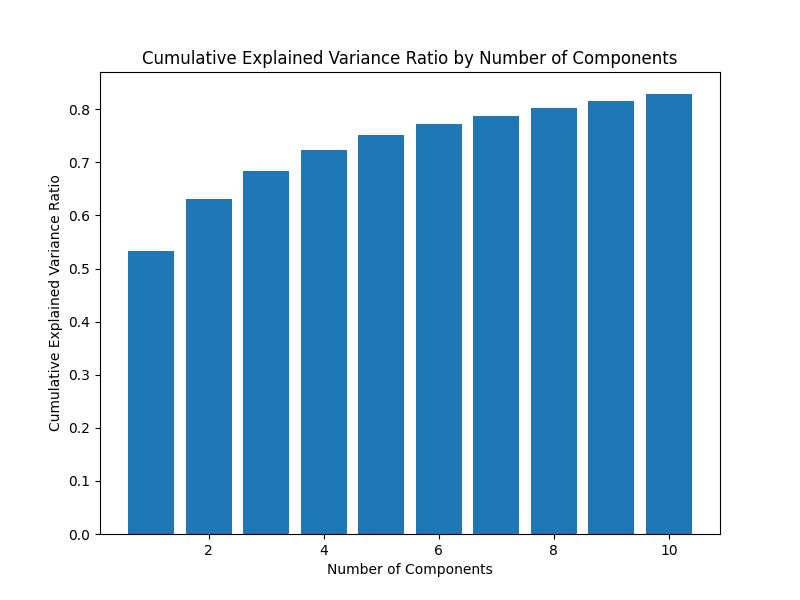 Cumulative Explained Variance Ratio by Number of Components
Cumulative Explained Variance Ratio
0.8
0.7
0.6
0.5
0.4
0.3
0.2
0.1
0.0
2 4 6 8 10
Number of Components